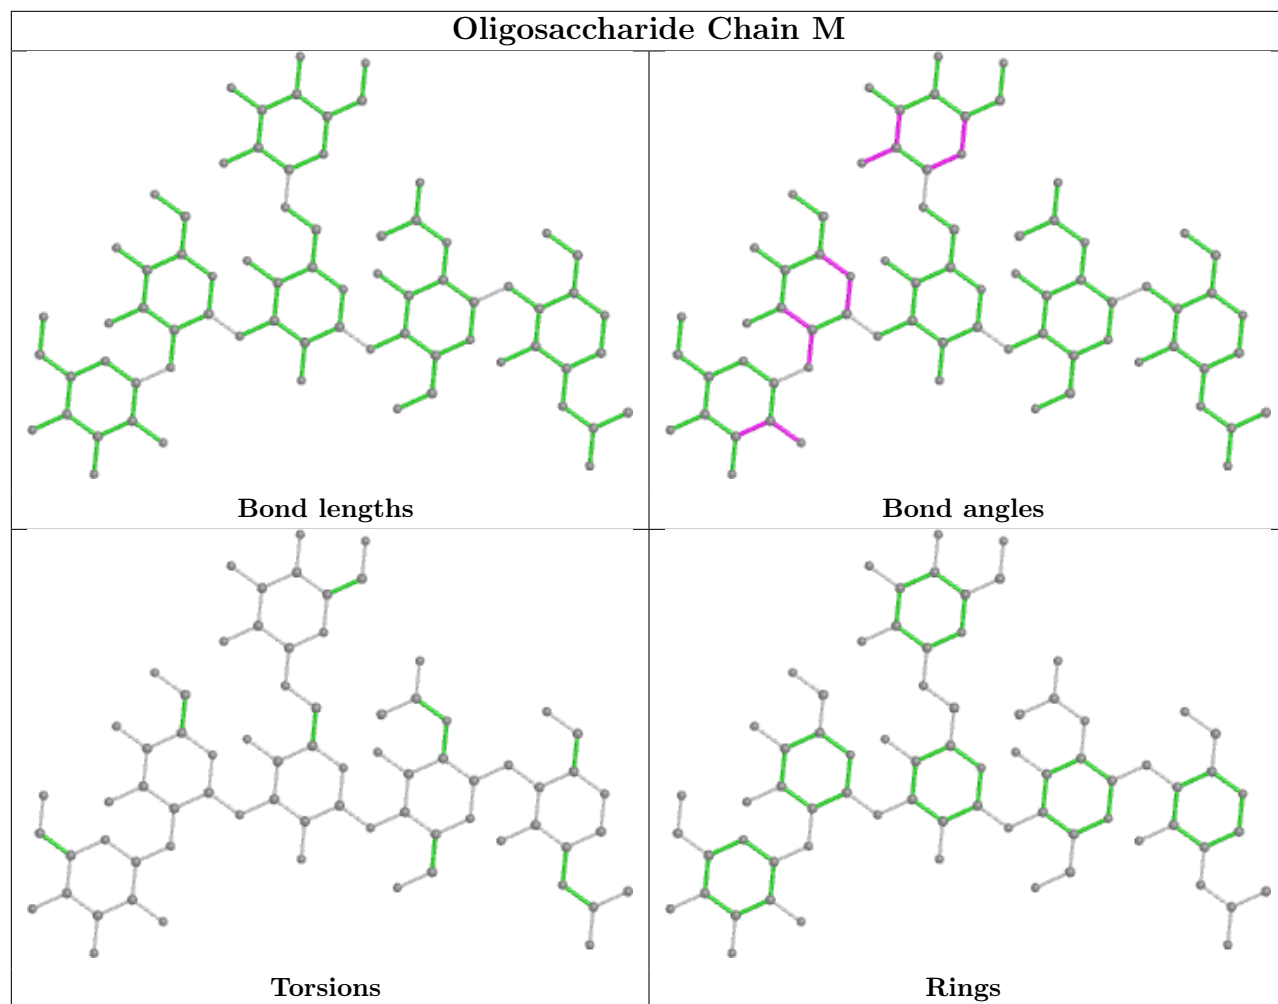 Oligosaccharide Chain M
Bond lengths
Bond angles
Torsions
Rings